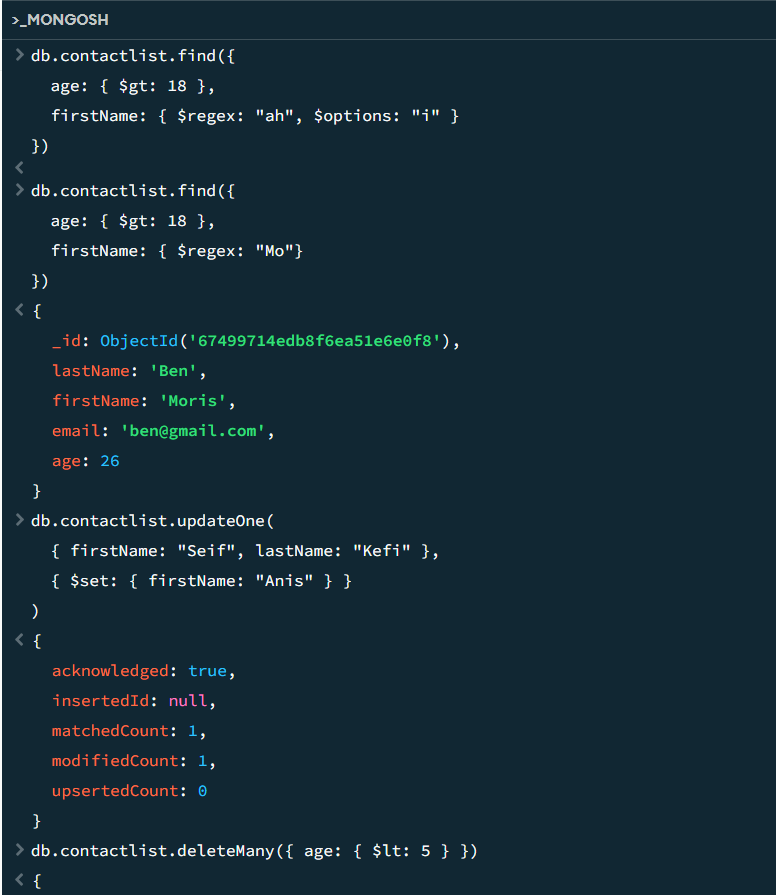 >_MONGOSH
> db.contactlist.find({
age: { $gt: 18 },
firstName: { $regex: "ah", $options: "i" }
})
<
> db.contactlist.find({
age: { $gt: 18 },
firstName: { $regex: "Mo"}
})
< {
_id: ObjectId('67499714edb8f6ea51e6e0f8'),
lastName: 'Ben',
firstName: 'Moris',
email: 'ben@gmail.com',
age: 26
}
> db.contactlist.updateOne(
{ firstName: "Seif", lastName: "Kefi" },
{ $set: { firstName: "Anis" } }
)
< {
acknowledged: true,
insertedId: null,
matchedCount: 1,
modifiedCount: 1,
upsertedCount: 0
}
> db.contactlist.deleteMany({ age: { $lt: 5 } })
< {